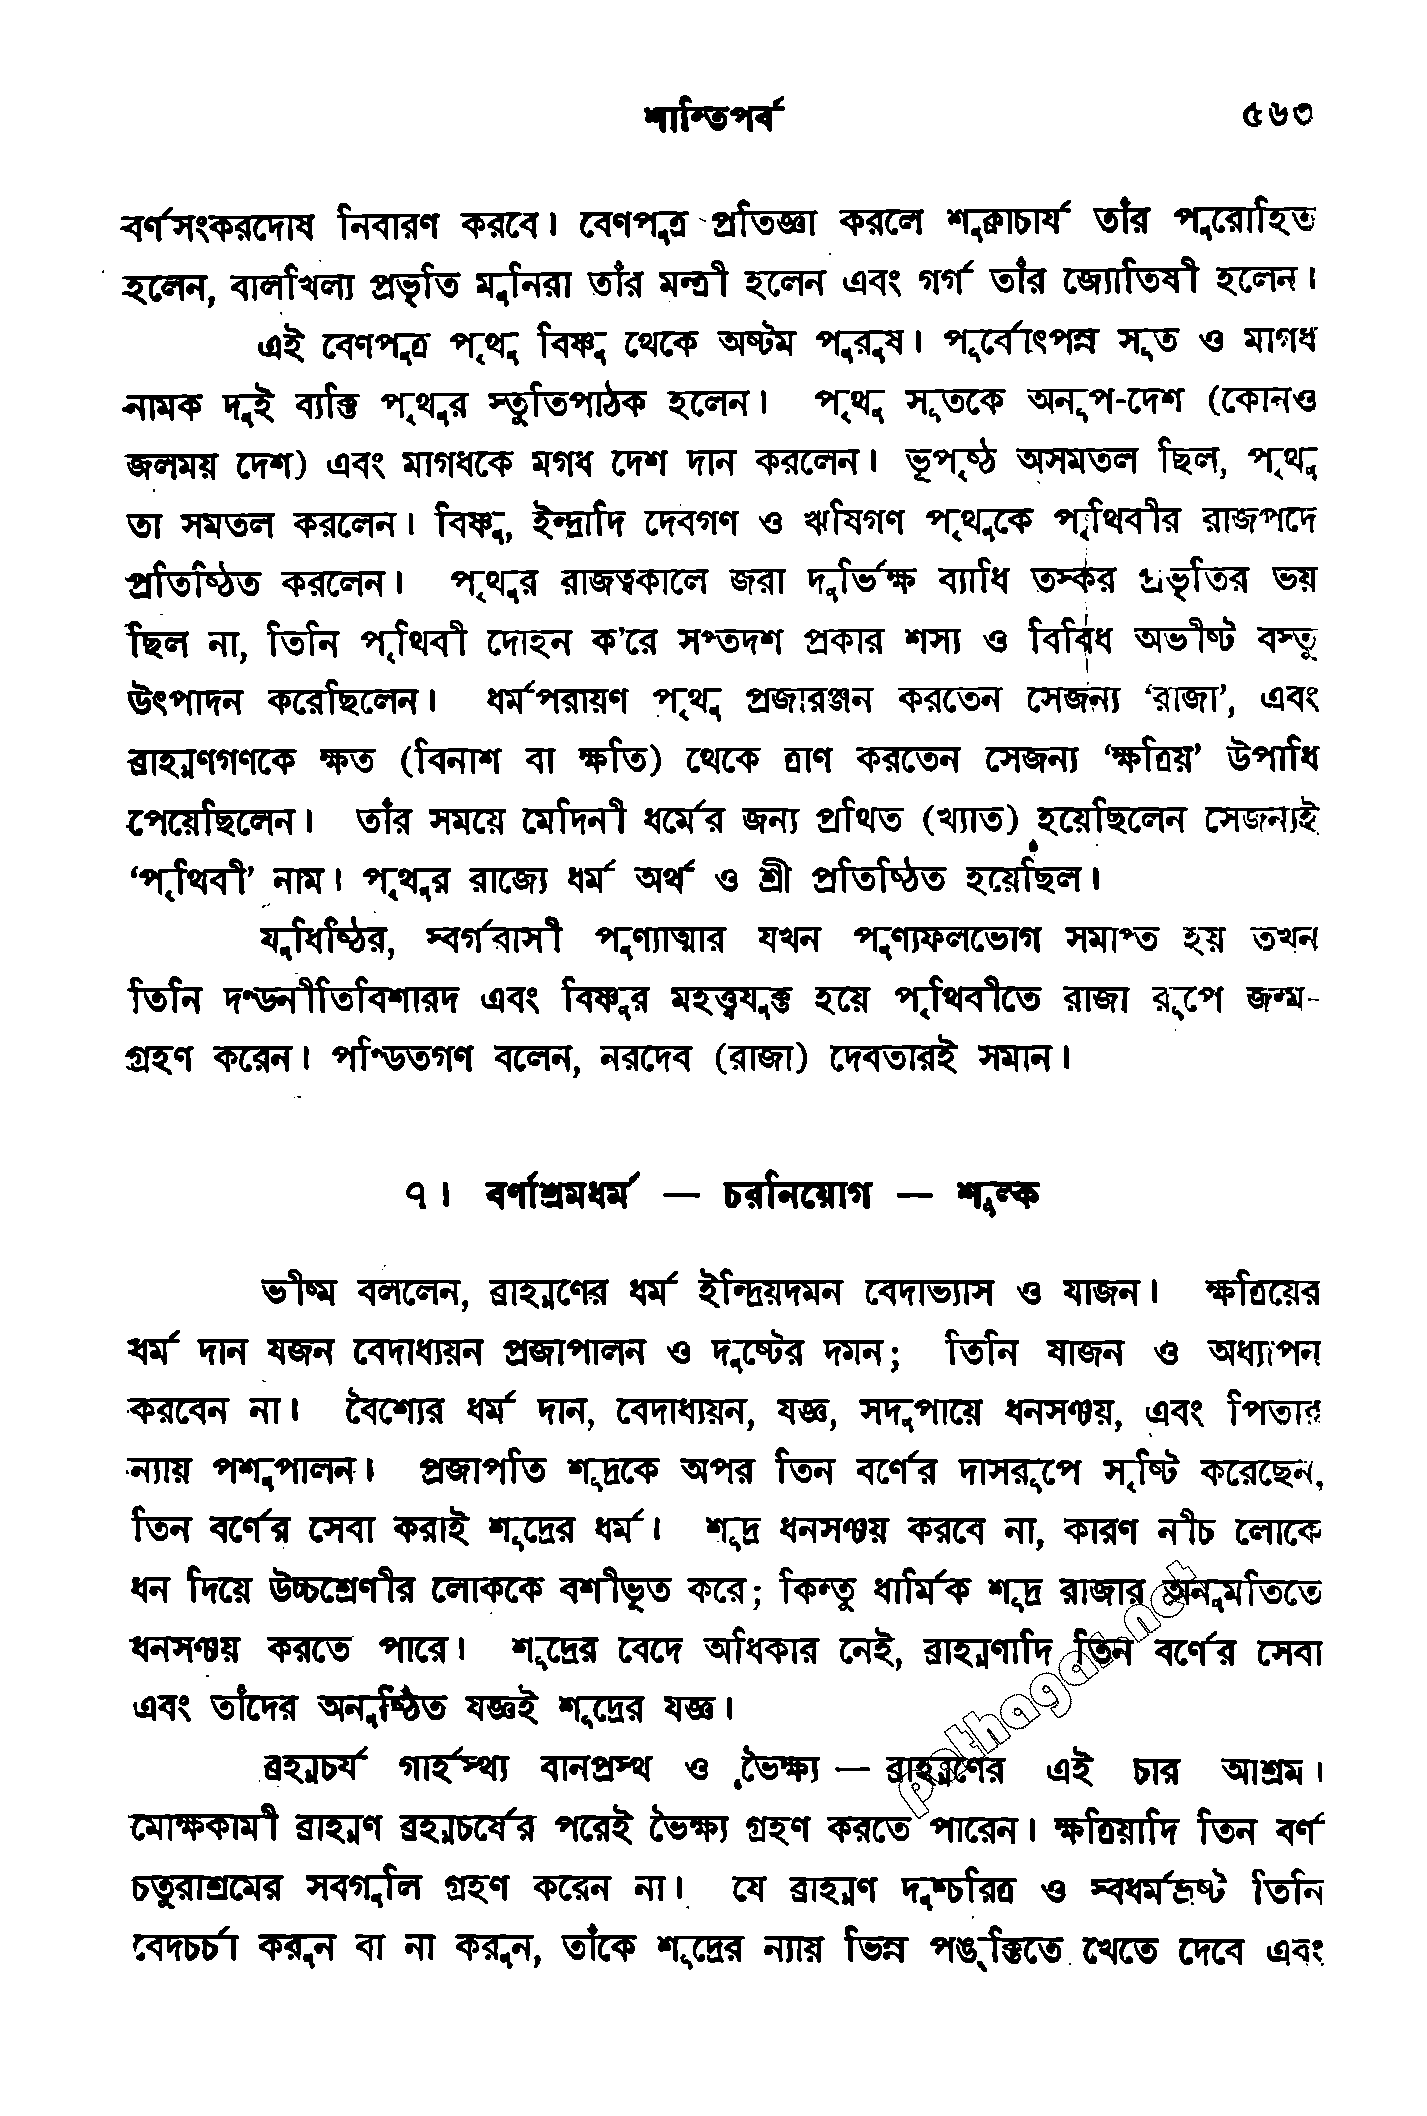 শান্তিপর্ব ৫৬৩
বর্ণসংকরদোষ নিবারণ করবে। বেণপুত্র প্রতিজ্ঞা করলে শুক্রাচার্য তাঁর পুরোহিত
হলেন, বালখিল্য প্রভৃতি মুনিরা তাঁর মন্ত্রী হলেন এবং গর্গ তাঁর জ্যোতিষী হলেন।
এই বেণপুত্র পৃথু বিষ্ণু থেকে অষ্টম পুরুষ। পূর্বোৎপন্ন সূত ও মাগধ
নামক দুই ব্যক্তি পৃথুর স্তুতিপাঠক হলেন। পৃথু সূতকে অনূপ-দেশ (কোনও
জলময় দেশ) এবং মাগধকে মগধ দেশ দান করলেন। ভূপৃষ্ঠ অসমতল ছিল, পৃথু
তা সমতল করলেন। বিষ্ণু, ইন্দ্রাদি দেবগণ ও ঋষিগণ পৃথুকে পৃথিবীর রাজপদে
প্রতিষ্ঠিত করলেন। পৃথুর রাজত্বকালে জরা দুর্ভিক্ষ ব্যাধি তস্কর প্রভৃতির ভয়
ছিল না, তিনি পৃথিবী দোহন ক'রে সপ্তদশ প্রকার শস্য ও বিবিধ অভীষ্ট বস্তু
উৎপাদন করেছিলেন। ধর্মপরায়ণ পৃথু প্রজারঞ্জন করতেন সেজন্য ‘রাজা’, এবং
ব্রাহ্মণগণকে ক্ষত (বিনাশ বা ক্ষতি) থেকে ত্রাণ করতেন সেজন্য ‘ক্ষত্রিয়’ উপাধি
পেয়েছিলেন। তাঁর সময়ে মেদিনী ধর্মের জন্য প্রথিত (খ্যাত) হয়েছিলেন সেজন্যই
‘পৃথিবী’ নাম। পৃথুর রাজ্যে ধর্ম অর্থ ও শ্রী প্রতিষ্ঠিত হয়েছিল।
যুধিষ্ঠির, স্বর্গবাসী পুণ্যাত্মার যখন পুণ্যফলভোগ সমাপ্ত হয় তখন
তিনি দণ্ডনীতিবিশারদ এবং বিষ্ণুর মহত্ত্বযুক্ত হয়ে পৃথিবীতে রাজা রূপে জন্ম-
গ্রহণ করেন। পণ্ডিতগণ বলেন, নরদেব (রাজা) দেবতারই সমান।
৭। বর্ণাশ্রমধর্ম — চরনিয়োগ — শুল্ক
ভীষ্ম বললেন, ব্রাহ্মণের ধর্ম ইন্দ্রিয়দমন বেদাভ্যাস ও যাজন। ক্ষত্রিয়ের
ধর্ম দান যজন বেদাধ্যয়ন প্রজাপালন ও দুষ্টের দমন; তিনি যাজন ও অধ্যাপন
করবেন না। বৈশ্যের ধর্ম দান, বেদাধ্যয়ন, যজ্ঞ, সদুপায়ে ধনসঞ্চয়, এবং পিতার
ন্যায় পশুপালন। প্রজাপতি শূদ্রকে অপর তিন বর্ণের দাসরূপে সৃষ্টি করেছেন,
তিন বর্ণের সেবা করাই শূদ্রের ধর্ম। শূদ্র ধনসঞ্চয় করবে না, কারণ নীচ লোকে
ধন দিয়ে উচ্চশ্রেণীর লোককে বশীভূত করে; কিন্তু ধার্মিক শূদ্র রাজার অনুমতিতে
ধনসঞ্চয় করতে পারে। শূদ্রের বেদে অধিকার নেই, ব্রাহ্মণাদি তিন বর্ণের সেবা
এবং তাঁদের অনুষ্ঠিত যজ্ঞই শূদ্রের যজ্ঞ।
ব্রহ্মচর্য গার্হস্থ্য বানপ্রস্থ ও ভৈক্ষ্য — ব্রাহ্মণের এই চার আশ্রম।
মোক্ষকামী ব্রাহ্মণ ব্রহ্মচর্যের পরেই ভৈক্ষ্য গ্রহণ করতে পারেন। ক্ষত্রিয়াদি তিন বর্ণ
চতুরাশ্রমের সবগুলি গ্রহণ করেন না। যে ব্রাহ্মণ দুশ্চরিত্র ও স্বধর্মভ্রষ্ট তিনি
বেদচর্চা করুন বা না করুন, তাঁকে শূদ্রের ন্যায় ভিন্ন পঙ্‌ক্তিতে খেতে দেবে এবং
pathagar.net